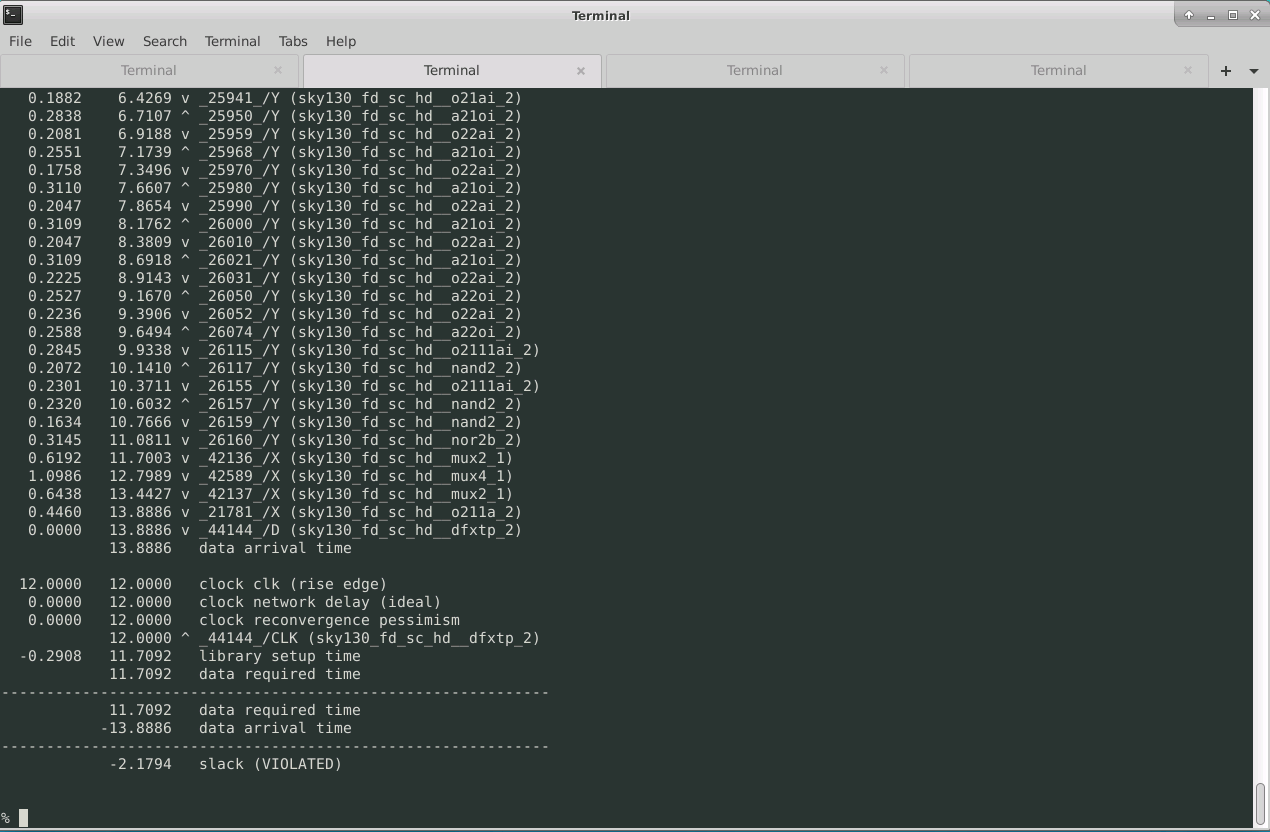 Terminal
File Edit View Search Terminal Tabs Help
Terminal Terminal Terminal Terminal
0.1882 6.4269 v _25941_/Y (sky130_fd_sc_hd__o21ai_2)
0.2838 6.7107 ^ _25950_/Y (sky130_fd_sc_hd__a21oi_2)
0.2081 6.9188 v _25959_/Y (sky130_fd_sc_hd__o22ai_2)
0.2551 7.1739 ^ _25968_/Y (sky130_fd_sc_hd__a21oi_2)
0.1758 7.3496 v _25970_/Y (sky130_fd_sc_hd__o22ai_2)
0.3110 7.6607 ^ _25980_/Y (sky130_fd_sc_hd__a21oi_2)
0.2047 7.8654 v _25990_/Y (sky130_fd_sc_hd__o22ai_2)
0.3109 8.1762 ^ _26000_/Y (sky130_fd_sc_hd__a21oi_2)
0.2047 8.3809 v _26010_/Y (sky130_fd_sc_hd__o22ai_2)
0.3109 8.6918 ^ _26021_/Y (sky130_fd_sc_hd__a21oi_2)
0.2225 8.9143 v _26031_/Y (sky130_fd_sc_hd__o22ai_2)
0.2527 9.1670 ^ _26050_/Y (sky130_fd_sc_hd__a22oi_2)
0.2236 9.3906 v _26052_/Y (sky130_fd_sc_hd__o22ai_2)
0.2588 9.6494 ^ _26074_/Y (sky130_fd_sc_hd__a22oi_2)
0.2845 9.9338 v _26115_/Y (sky130_fd_sc_hd__o2111ai_2)
0.2072 10.1410 ^ _26117_/Y (sky130_fd_sc_hd__nand2_2)
0.2301 10.3711 v _26155_/Y (sky130_fd_sc_hd__o2111ai_2)
0.2320 10.6032 ^ _26157_/Y (sky130_fd_sc_hd__nand2_2)
0.1634 10.7666 v _26159_/Y (sky130_fd_sc_hd__nand2_2)
0.3145 11.0811 v _26160_/Y (sky130_fd_sc_hd__nor2b_2)
0.6192 11.7003 v _42136_/X (sky130_fd_sc_hd__mux2_1)
1.0986 12.7989 v _42589_/X (sky130_fd_sc_hd__mux4_1)
0.6438 13.4427 v _42137_/X (sky130_fd_sc_hd__mux2_1)
0.4460 13.8886 v _21781_/X (sky130_fd_sc_hd__o211a_2)
0.0000 13.8886 v _44144_/D (sky130_fd_sc_hd__dfxtp_2)
13.8886 data arrival time
12.0000 12.0000 clock clk (rise edge)
0.0000 12.0000 clock network delay (ideal)
0.0000 12.0000 clock reconvergence pessimism
12.0000 ^ _44144_/CLK (sky130_fd_sc_hd__dfxtp_2)
-0.2908 11.7092 library setup time
11.7092 data required time
-------------------------------------------------------------
11.7092 data required time
-13.8886 data arrival time
-------------------------------------------------------------
-2.1794 slack (VIOLATED)
%